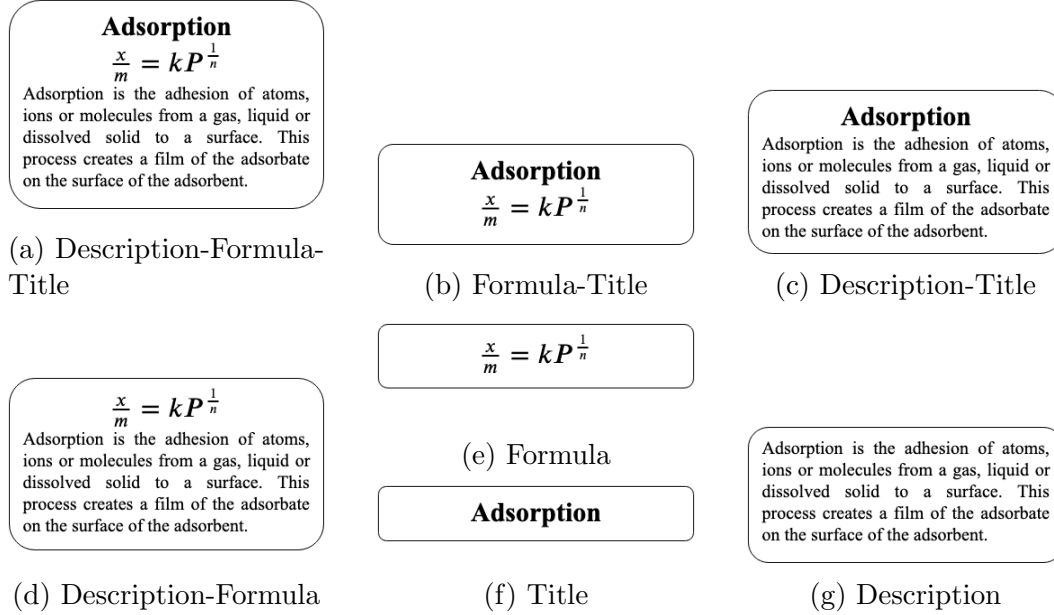 Adsorption
x/m = kP^(1/n)
Adsorption is the adhesion of atoms,
ions or molecules from a gas, liquid or
dissolved solid to a surface. This
process creates a film of the adsorbate
on the surface of the adsorbent.
(a) Description-Formula-
Title
Adsorption
x/m = kP^(1/n)
(b) Formula-Title
Adsorption
Adsorption is the adhesion of atoms,
ions or molecules from a gas, liquid or
dissolved solid to a surface. This
process creates a film of the adsorbate
on the surface of the adsorbent.
(c) Description-Title
x/m = kP^(1/n)
Adsorption is the adhesion of atoms,
ions or molecules from a gas, liquid or
dissolved solid to a surface. This
process creates a film of the adsorbate
on the surface of the adsorbent.
(d) Description-Formula
x/m = kP^(1/n)
(e) Formula
Adsorption
(f) Title
Adsorption is the adhesion of atoms,
ions or molecules from a gas, liquid or
dissolved solid to a surface. This
process creates a film of the adsorbate
on the surface of the adsorbent.
(g) Description